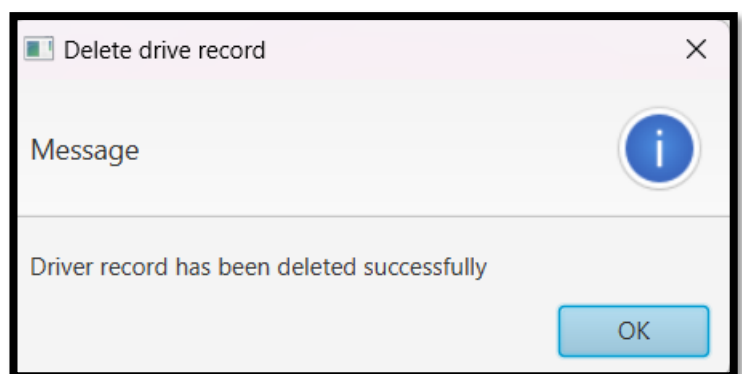 Delete drive record
Message
Driver record has been deleted successfully
OK